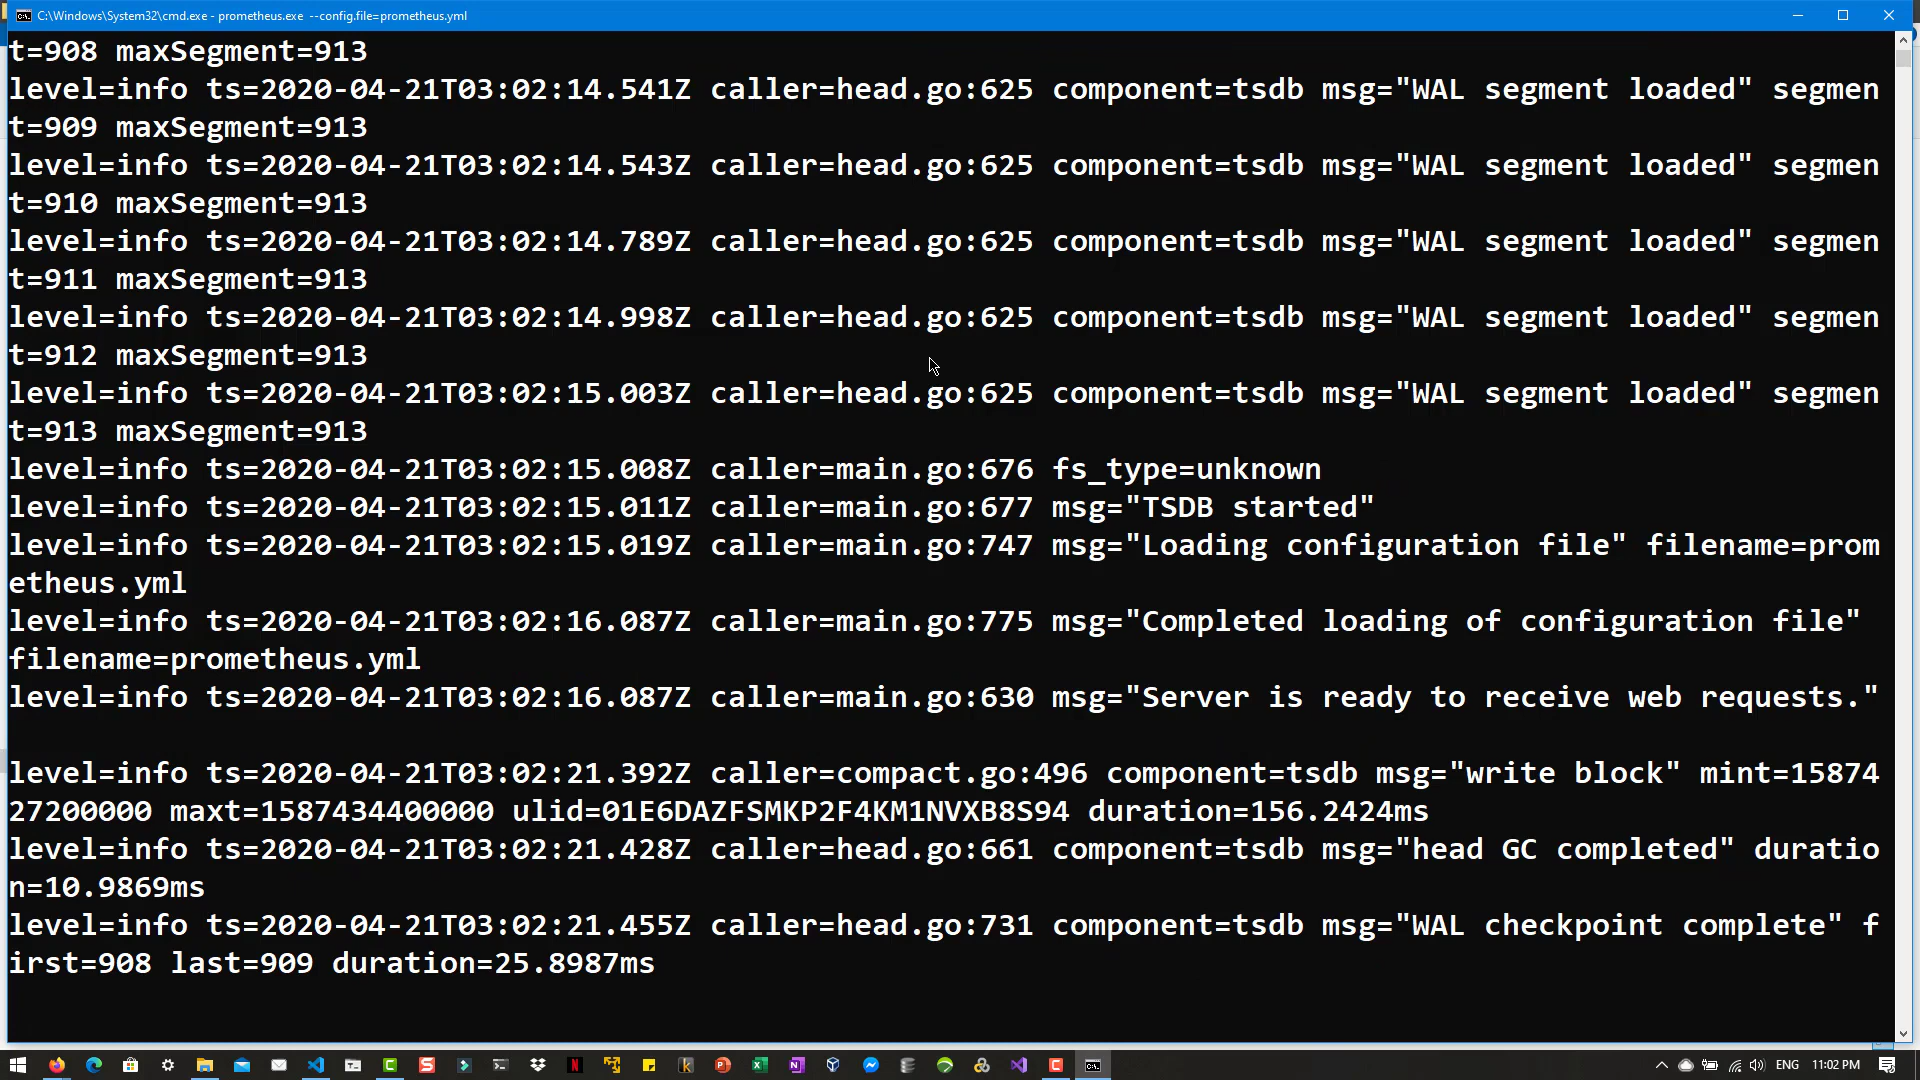 C:\Windows\System32\cmd.exe - prometheus.exe --config.file=prometheus.yml
t=908 maxSegment=913
level=info ts=2020-04-21T03:02:14.541Z caller=head.go:625 component=tsdb msg="WAL segment loaded" segmen
t=909 maxSegment=913
level=info ts=2020-04-21T03:02:14.543Z caller=head.go:625 component=tsdb msg="WAL segment loaded" segmen
t=910 maxSegment=913
level=info ts=2020-04-21T03:02:14.789Z caller=head.go:625 component=tsdb msg="WAL segment loaded" segmen
t=911 maxSegment=913
level=info ts=2020-04-21T03:02:14.998Z caller=head.go:625 component=tsdb msg="WAL segment loaded" segmen
t=912 maxSegment=913
level=info ts=2020-04-21T03:02:15.003Z caller=head.go:625 component=tsdb msg="WAL segment loaded" segmen
t=913 maxSegment=913
level=info ts=2020-04-21T03:02:15.008Z caller=main.go:676 fs_type=unknown
level=info ts=2020-04-21T03:02:15.011Z caller=main.go:677 msg="TSDB started"
level=info ts=2020-04-21T03:02:15.019Z caller=main.go:747 msg="Loading configuration file" filename=prom
etheus.yml
level=info ts=2020-04-21T03:02:16.087Z caller=main.go:775 msg="Completed loading of configuration file"
filename=prometheus.yml
level=info ts=2020-04-21T03:02:16.087Z caller=main.go:630 msg="Server is ready to receive web requests."
level=info ts=2020-04-21T03:02:21.392Z caller=compact.go:496 component=tsdb msg="write block" mint=15874
27200000 maxt=1587434400000 ulid=01E6DAZFSMKP2F4KM1NVXB8S94 duration=156.2424ms
level=info ts=2020-04-21T03:02:21.428Z caller=head.go:661 component=tsdb msg="head GC completed" duratio
n=10.9869ms
level=info ts=2020-04-21T03:02:21.455Z caller=head.go:731 component=tsdb msg="WAL checkpoint complete" f
irst=908 last=909 duration=25.8987ms
ENG 11:02 PM